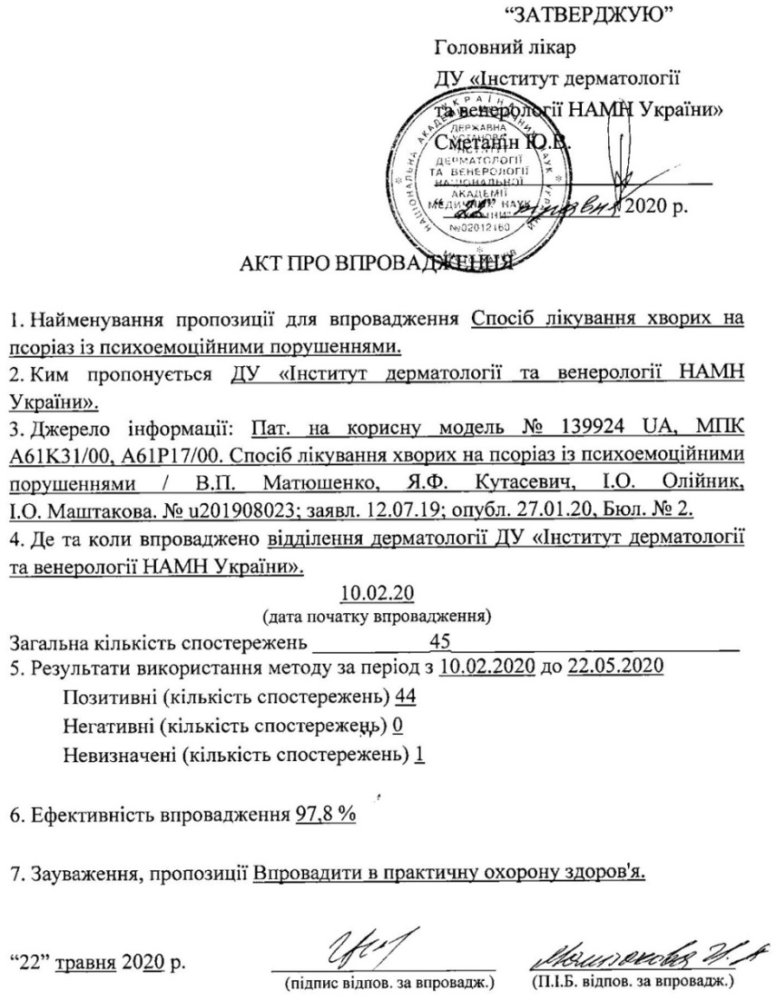 “ЗАТВЕРДЖУЮ”
Головний лікар
ДУ «Інститут дерматології
та венерології НАМН України»
Сметанін Ю.В.
“22” травня 2020 р.
НАЦІОНАЛЬНА АКАДЕМІЯ МЕДИЧНИХ НАУК УКРАЇНИ
УКРАЇНА
ДЕРЖАВНА
УСТАНОВА
ІНСТИТУТ
ДЕРМАТОЛОГІЇ
ТА ВЕНЕРОЛОГІЇ
НАЦІОНАЛЬНОЇ
АКАДЕМІЇ
МЕДИЧНИХ НАУК
УКРАЇНИ"
№02012160
АКТ ПРО ВПРОВАДЖЕННЯ
1. Найменування пропозиції для впровадження Спосіб лікування хворих на
псоріаз із психоемоційними порушеннями.
2. Ким пропонується ДУ «Інститут дерматології та венерології НАМН
України».
3. Джерело інформації: Пат. на корисну модель № 139924 UA, МПК
A61K31/00, A61P17/00. Спосіб лікування хворих на псоріаз із психоемоційними
порушеннями / В.П. Матюшенко, Я.Ф. Кутасевич, І.О. Олійник,
І.О. Маштакова. № u201908023; заявл. 12.07.19; опубл. 27.01.20, Бюл. № 2.
4. Де та коли впроваджено відділення дерматології ДУ «Інститут дерматології
та венерології НАМН України».
10.02.20
(дата початку впровадження)
Загальна кількість спостережень 45
5. Результати використання методу за період з 10.02.2020 до 22.05.2020
Позитивні (кількість спостережень) 44
Негативні (кількість спостережень) 0
Невизначені (кількість спостережень) 1
6. Ефективність впровадження 97,8 %
7. Зауваження, пропозиції Впровадити в практичну охорону здоров'я.
“22” травня 2020 р.
(підпис відпов. за впровадж.)
(П.І.Б. відпов. за впровадж.)